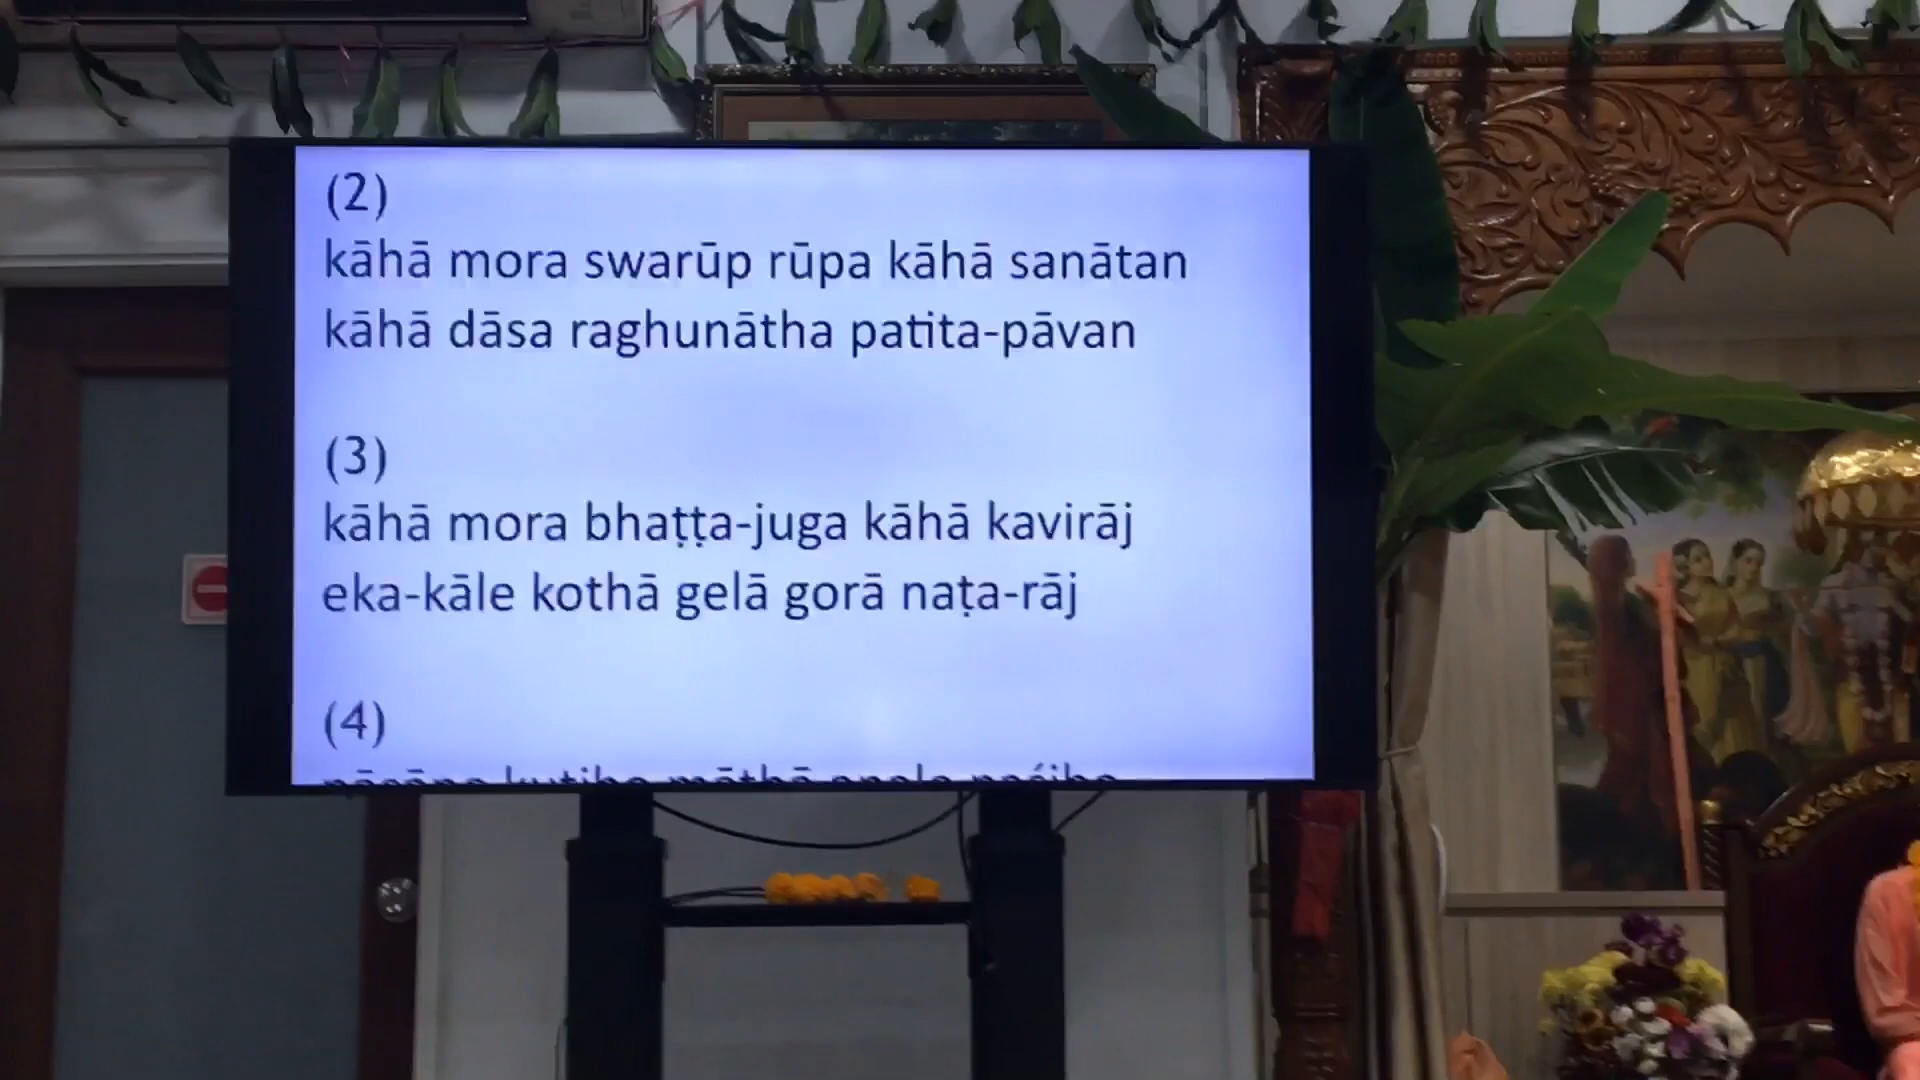 (2)
kāhā mora swarūp rūpa kāhā sanātan
kāhā dāsa raghunātha patita-pāvan
(3)
kāhā mora bhaṭṭa-juga kāhā kavirāj
eka-kāle kothā gelā gorā naṭa-rāj
(4)